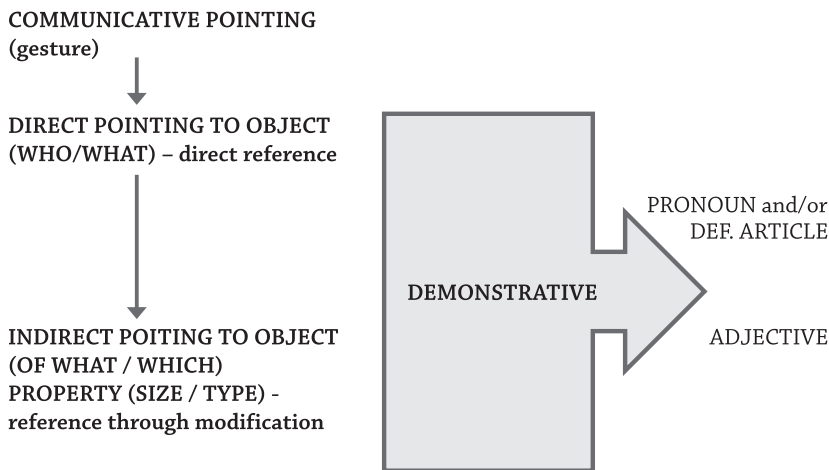 COMMUNICATIVE POINTING
(gesture)
DIRECT POINTING TO OBJECT
(WHO/WHAT) – direct reference
INDIRECT POITING TO OBJECT
(OF WHAT / WHICH)
PROPERTY (SIZE / TYPE) -
reference through modification
DEMONSTRATIVE
PRONOUN and/or
DEF. ARTICLE
ADJECTIVE